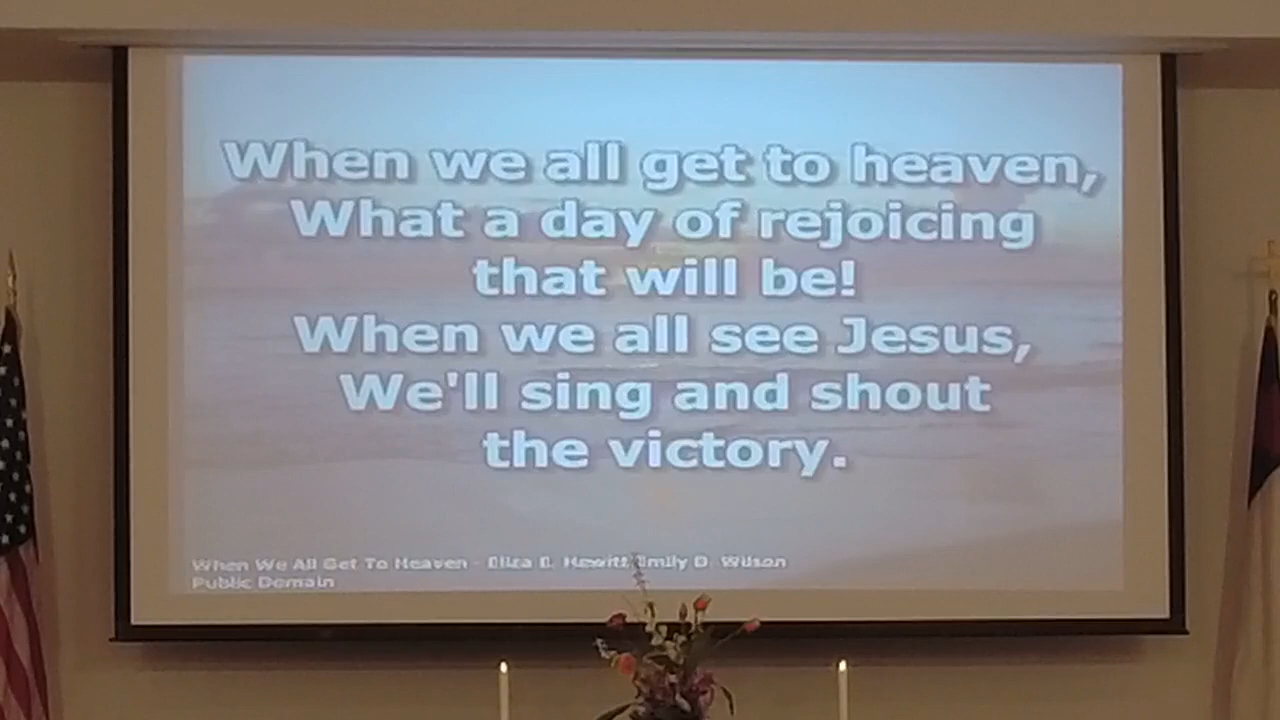 When we all get to heaven,
What a day of rejoicing
that will be!
When we all see Jesus,
We'll sing and shout
the victory.
When We All Get To Heaven - Eliza E. Hewitt Emily D. Wilson
Public Domain